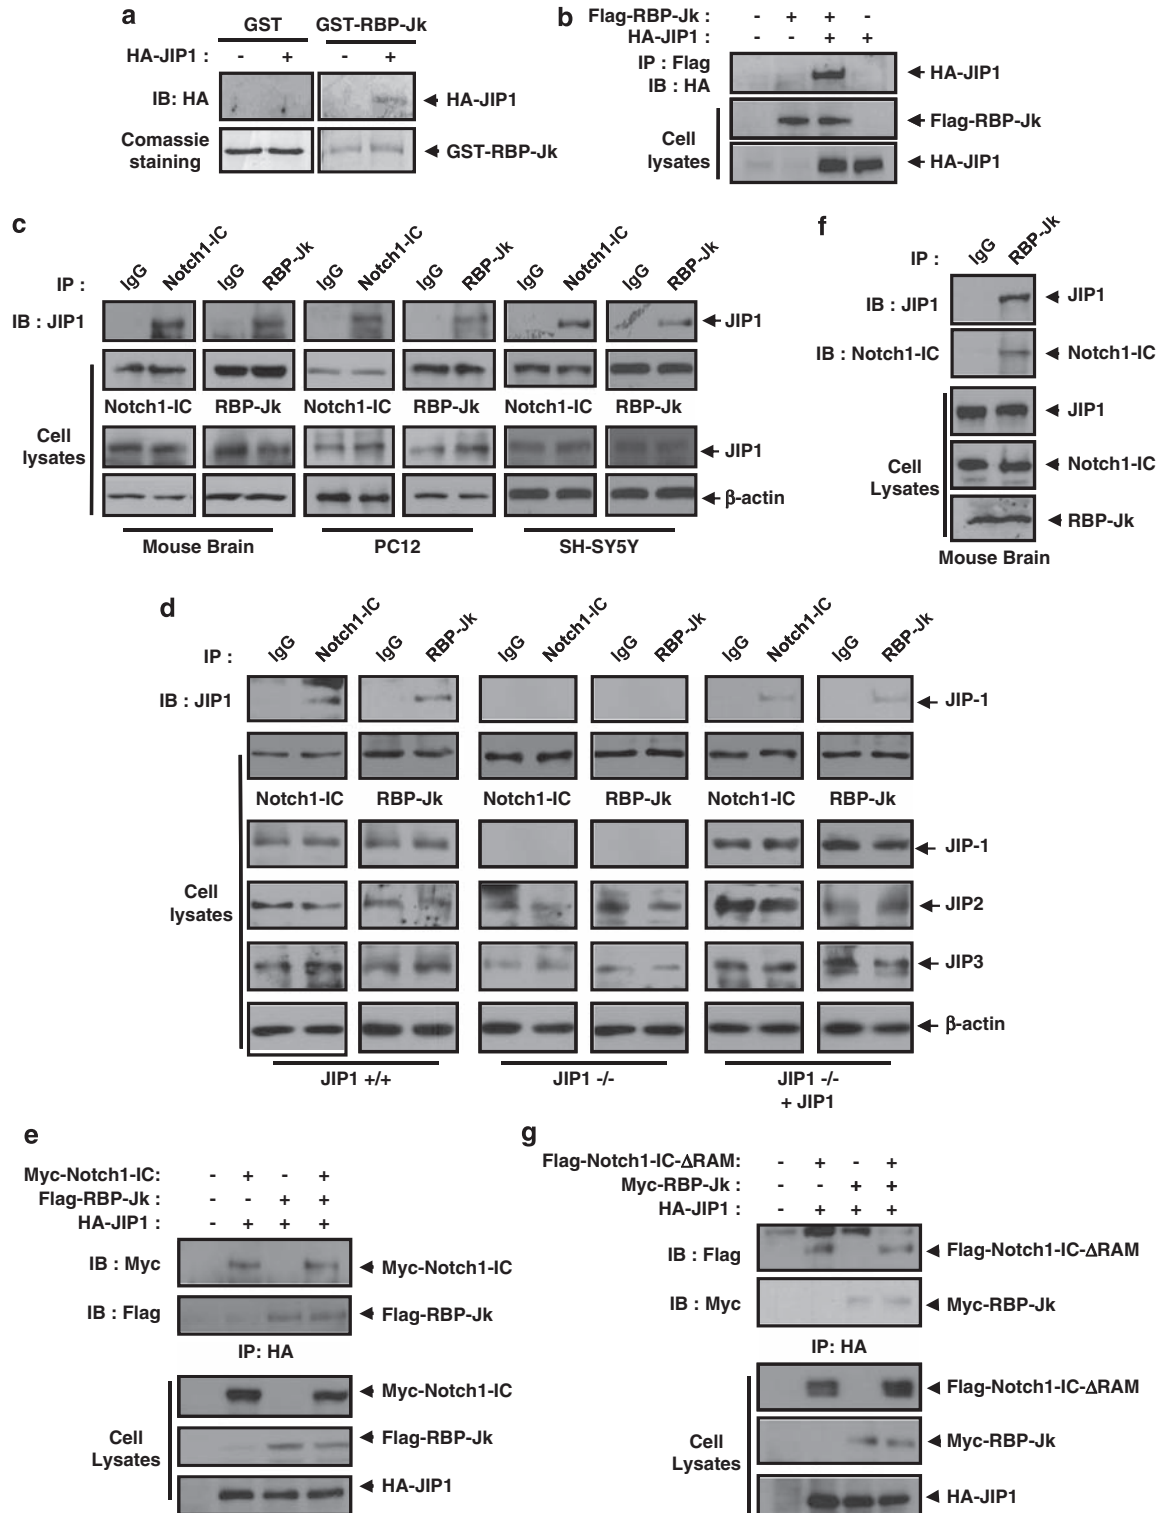 a
GST GST-RBP-Jk
HA-JIP1 : - + - +
IB: HA HA-JIP1
Comassie staining GST-RBP-Jk
b
Flag-RBP-Jk : - + + -
HA-JIP1 : - - + +
IP : Flag
IB : HA
HA-JIP1
Flag-RBP-Jk
Cell lysates
HA-JIP1
c
IP : IgG Notch1-IC IgG RBP-Jk IgG Notch1-IC IgG RBP-Jk IgG Notch1-IC IgG RBP-Jk
IB : JIP1 JIP1
Notch1-IC RBP-Jk Notch1-IC RBP-Jk Notch1-IC RBP-Jk
Cell lysates
JIP1
β-actin
Mouse Brain PC12 SH-SY5Y
f
IP : IgG RBP-Jk
IB : JIP1 JIP1
IB : Notch1-IC Notch1-IC
JIP1
Cell Lysates
Notch1-IC
RBP-Jk
Mouse Brain
d
IP : IgG Notch1-IC IgG RBP-Jk IgG Notch1-IC IgG RBP-Jk IgG Notch1-IC IgG RBP-Jk
IB : JIP1 JIP-1
Notch1-IC RBP-Jk Notch1-IC RBP-Jk Notch1-IC RBP-Jk
JIP-1
Cell lysates
JIP2
JIP3
β-actin
JIP1 +/+ JIP1 -/- JIP1 -/-
+ JIP1
e
Myc-Notch1-IC: - + - +
Flag-RBP-Jk : - - + +
HA-JIP1 : - + + +
IB : Myc Myc-Notch1-IC
IB : Flag Flag-RBP-Jk
IP: HA
Myc-Notch1-IC
Cell Lysates
Flag-RBP-Jk
HA-JIP1
g
Flag-Notch1-IC-ΔRAM: - + - +
Myc-RBP-Jk : - - + +
HA-JIP1 : - + + +
IB : Flag Flag-Notch1-IC-ΔRAM
IB : Myc Myc-RBP-Jk
IP: HA
Flag-Notch1-IC-ΔRAM
Cell Lysates
Myc-RBP-Jk
HA-JIP1